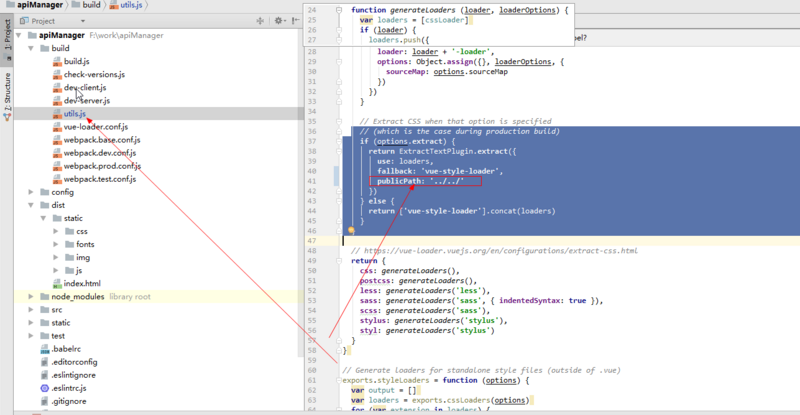 apiManager
build
utils.js
Project
1: Project
7: Structure
apiManager F:\work\apiManager
build
build.js
check-versions.js
dev-client.js
dev-server.js
utils.js
vue-loader.conf.js
webpack.base.conf.js
webpack.dev.conf.js
webpack.prod.conf.js
webpack.test.conf.js
config
dist
static
css
fonts
img
js
index.html
node_modules library root
src
static
test
.babelrc
.editorconfig
.eslintignore
.eslintrc.js
.gitignore
24 function generateLoaders (loader, loaderOptions) {
25 var loaders = [cssLoader]
26 if (loader) {
27 loaders.push({
bel?
28 loader: loader + '-loader',
29 options: Object.assign({}, loaderOptions, {
30 sourceMap: options.sourceMap
31 })
32 })
33 }
34
35 // Extract CSS when that option is specified
36 // (which is the case during production build)
37 if (options.extract) {
38 return ExtractTextPlugin.extract({
39 use: loaders,
40 fallback: 'vue-style-loader',
41 publicPath: '../../'
42 })
43 } else {
44 return ['vue-style-loader'].concat(loaders)
45 }
46
47
48 // https://vue-loader.vuejs.org/en/configurations/extract-css.html
49 return {
50 css: generateLoaders(),
51 postcss: generateLoaders(),
52 less: generateLoaders('less'),
53 sass: generateLoaders('sass', { indentedSyntax: true }),
54 scss: generateLoaders('sass'),
55 stylus: generateLoaders('stylus'),
56 styl: generateLoaders('stylus')
57 }
58 }
59
60 // Generate loaders for standalone style files (outside of .vue)
61 exports.styleLoaders = function (options) {
62 var output = []
63 var loaders = exports.cssLoaders(options)
64 for (var extension in loaders) {